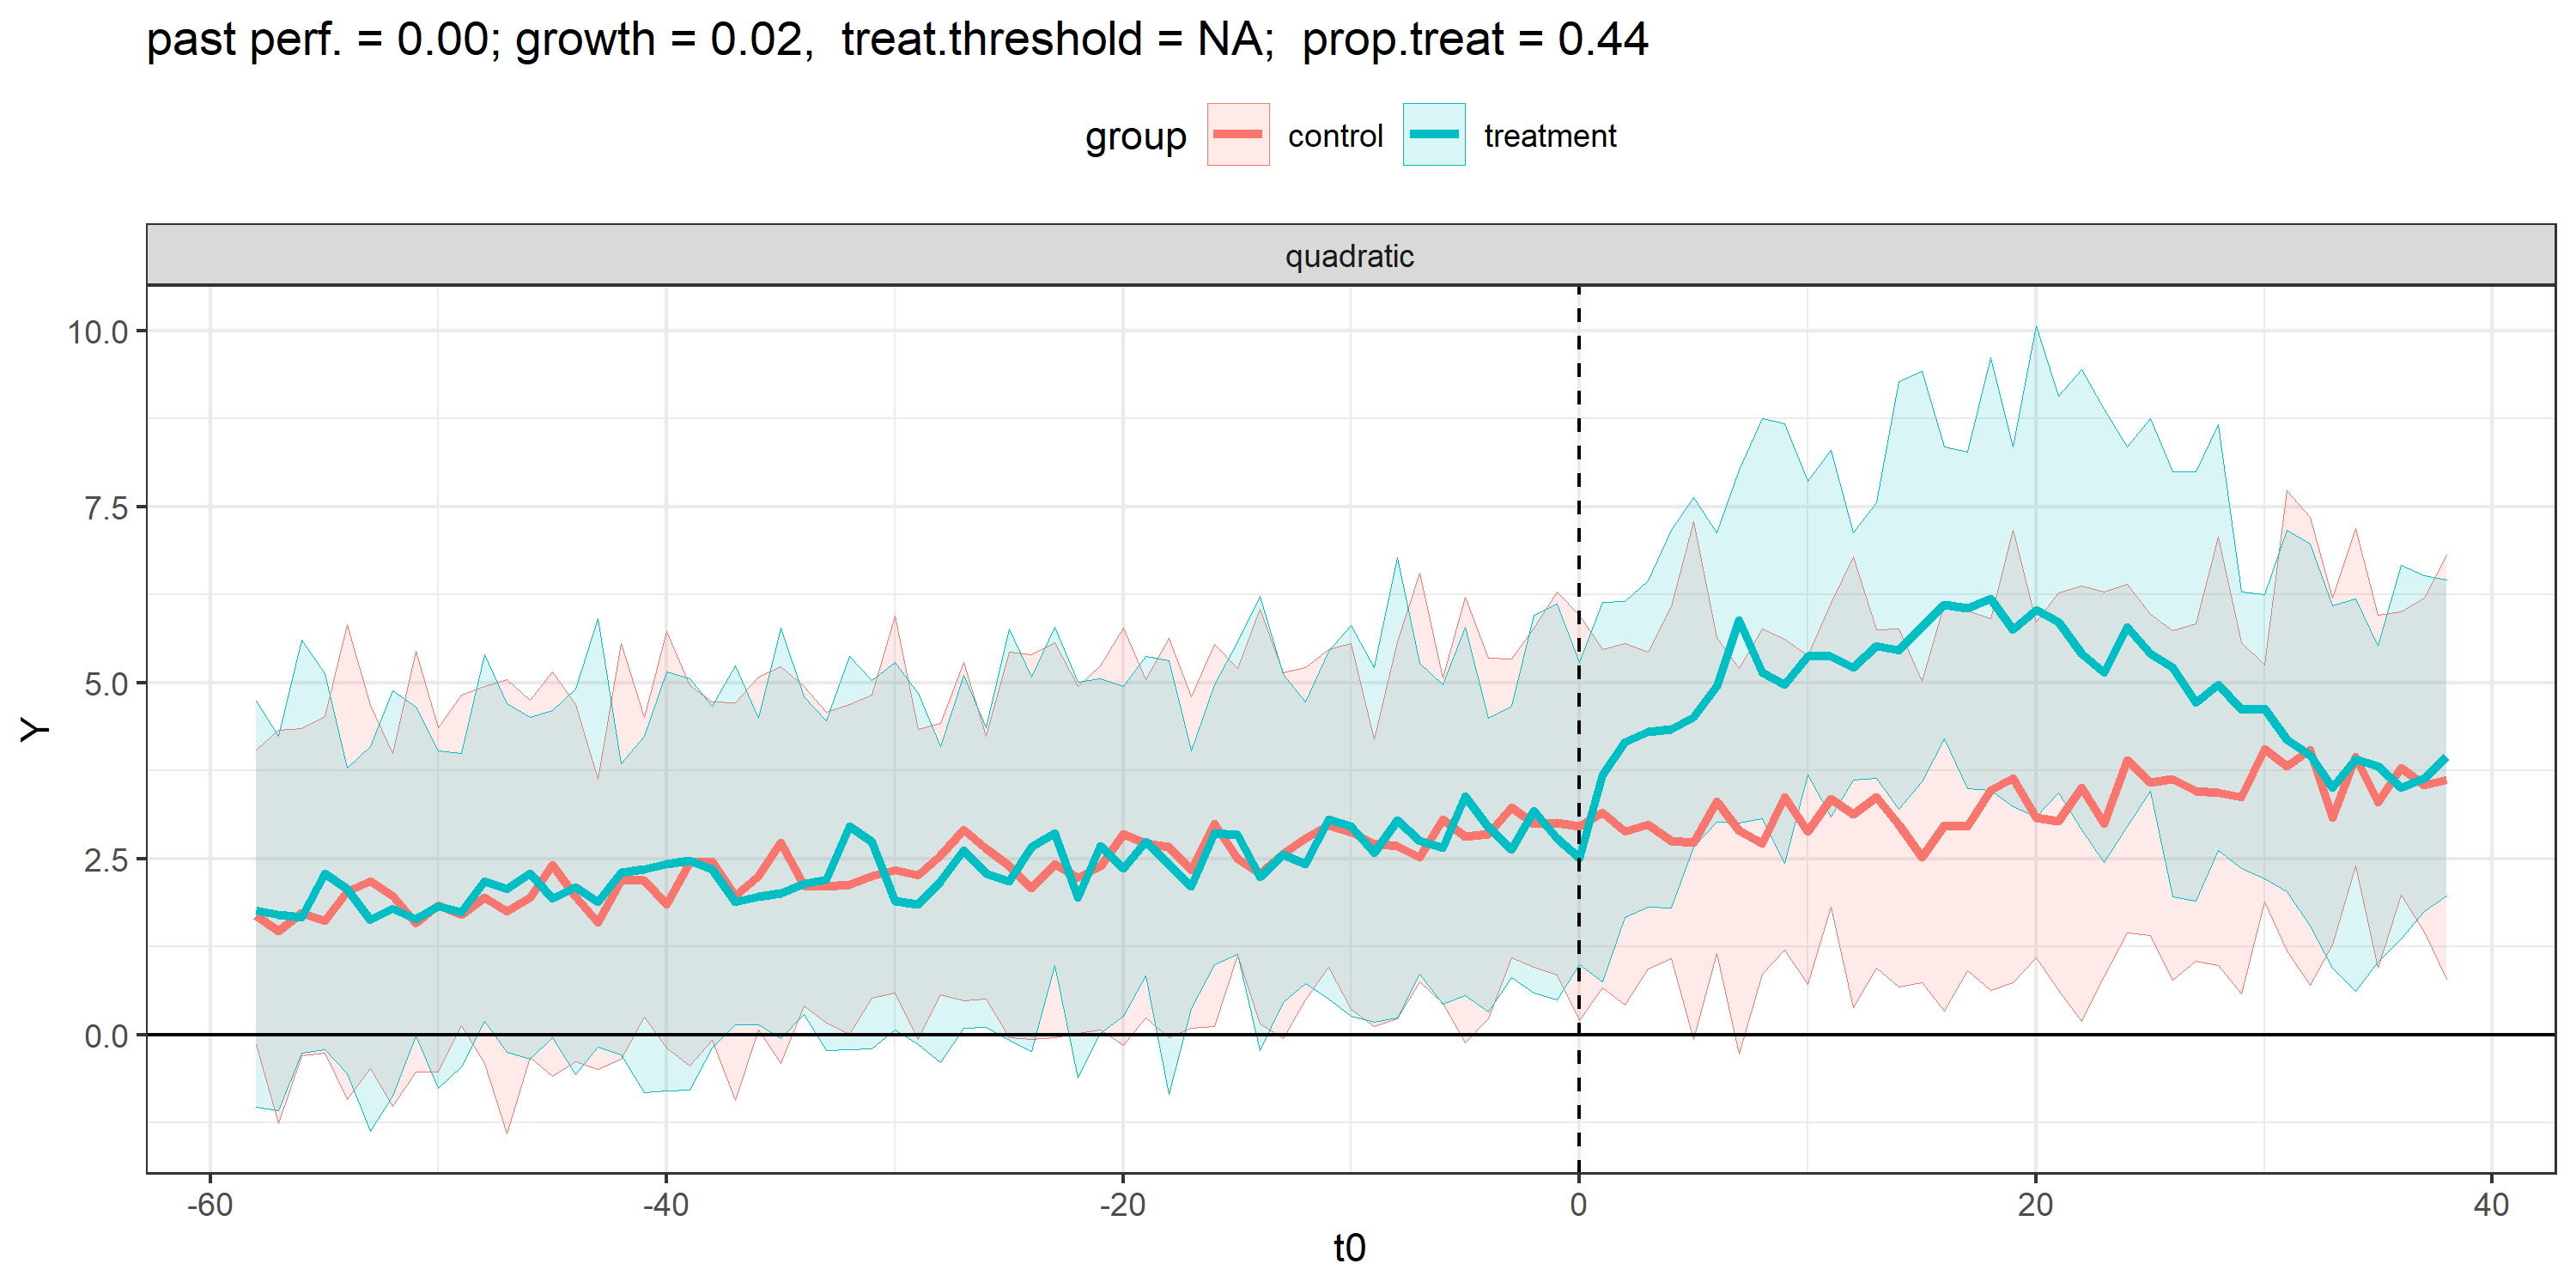 past perf. = 0.00; growth = 0.02,  treat.threshold = NA;  prop.treat = 0.44
group control treatment
quadratic
10.0
7.5
5.0
2.5
0.0
Y
-60 -40 -20 0 20 40
t0